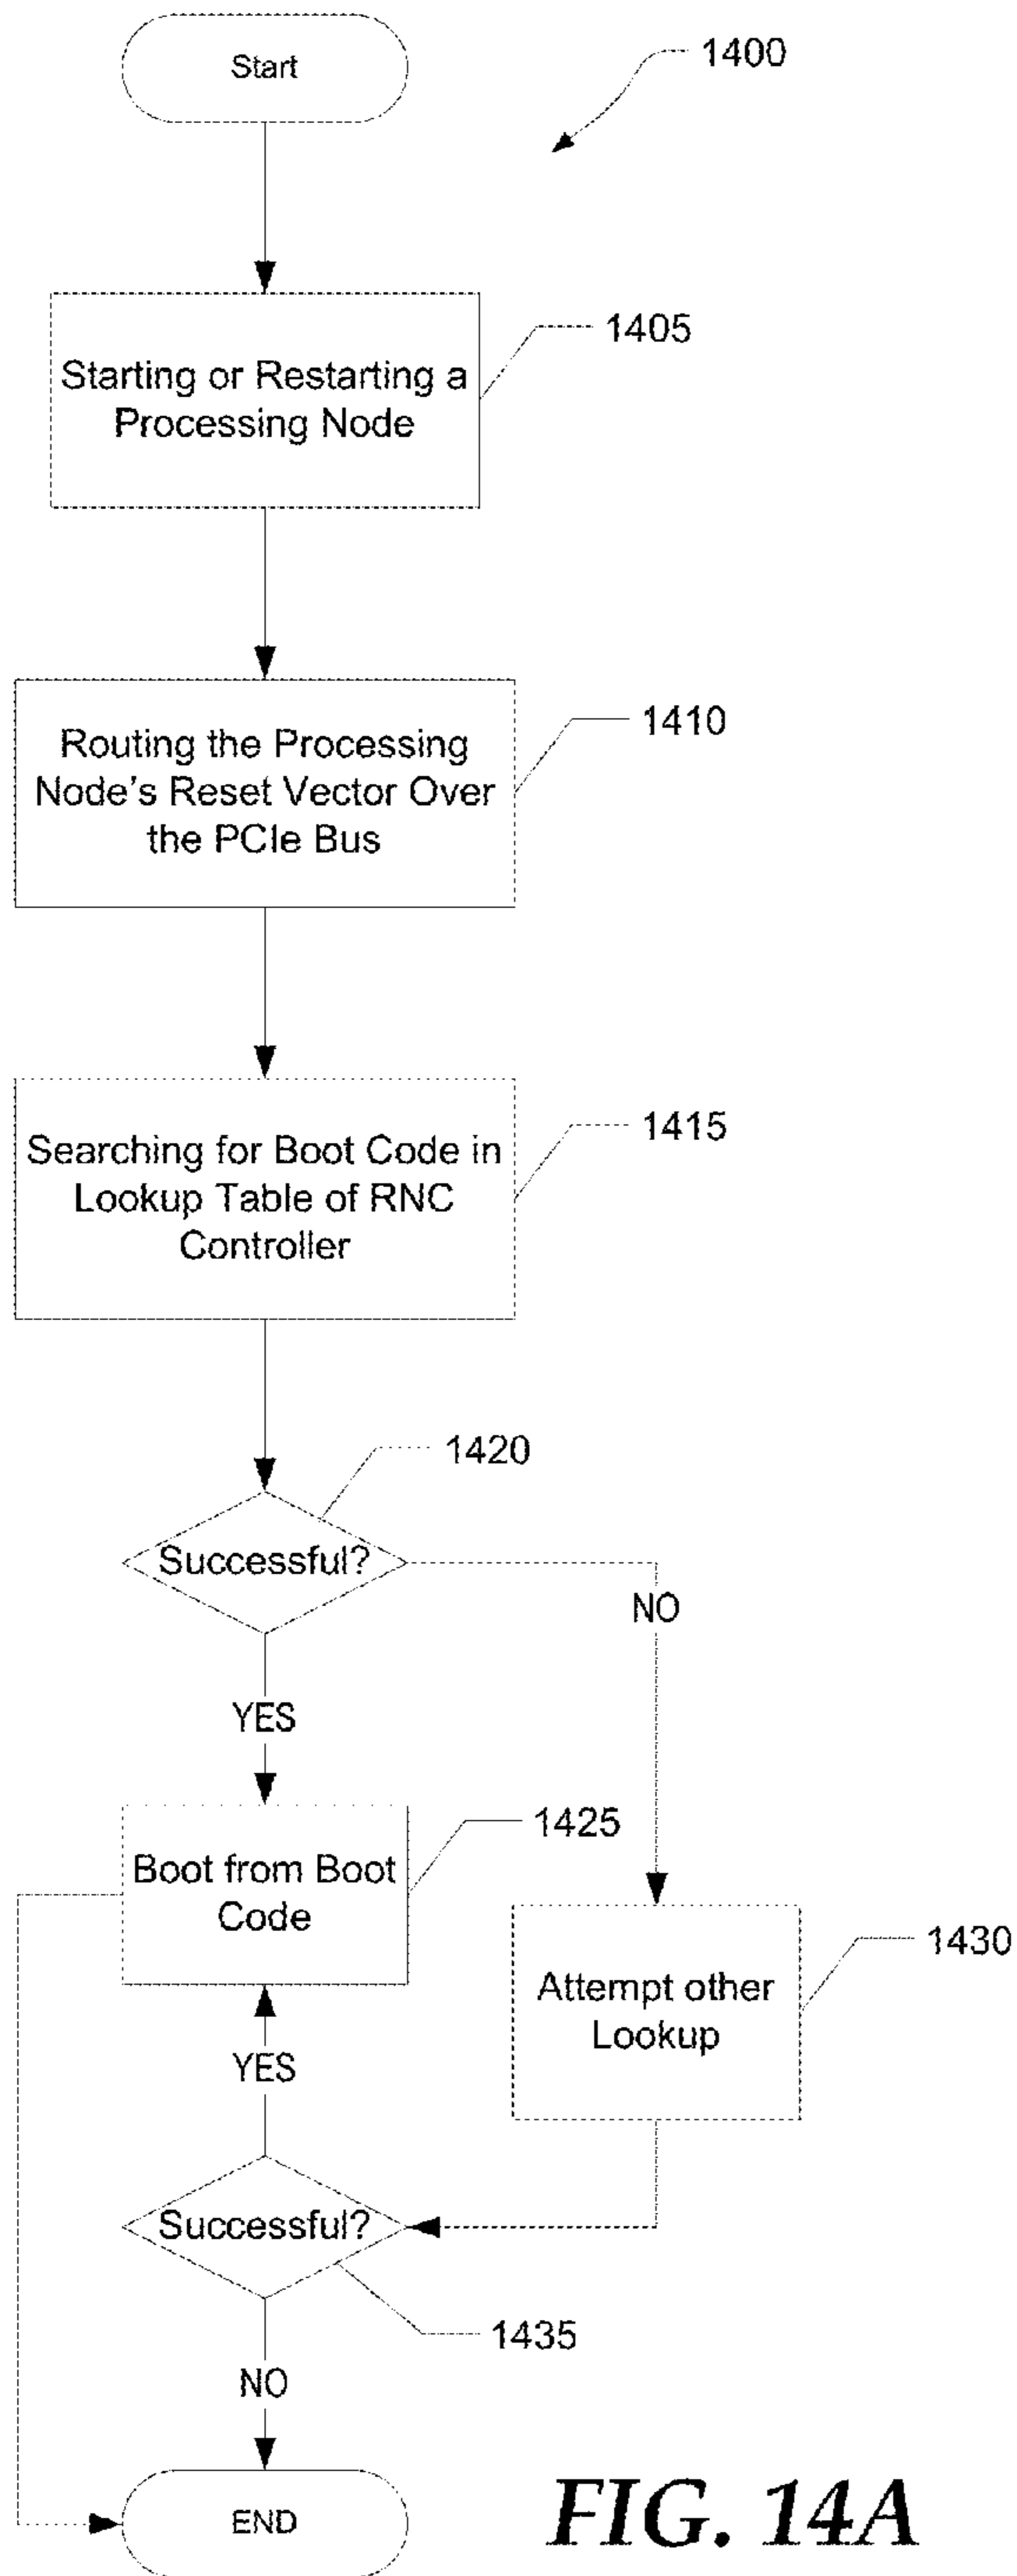 Start
1400
1405
Starting or Restarting a
Processing Node
1410
Routing the Processing
Node's Reset Vector Over
the PCIe Bus
1415
Searching for Boot Code in
Lookup Table of RNC
Controller
1420
Successful?
NO
YES
1425
Boot from Boot
Code
1430
Attempt other
Lookup
YES
Successful?
1435
NO
END
FIG. 14A